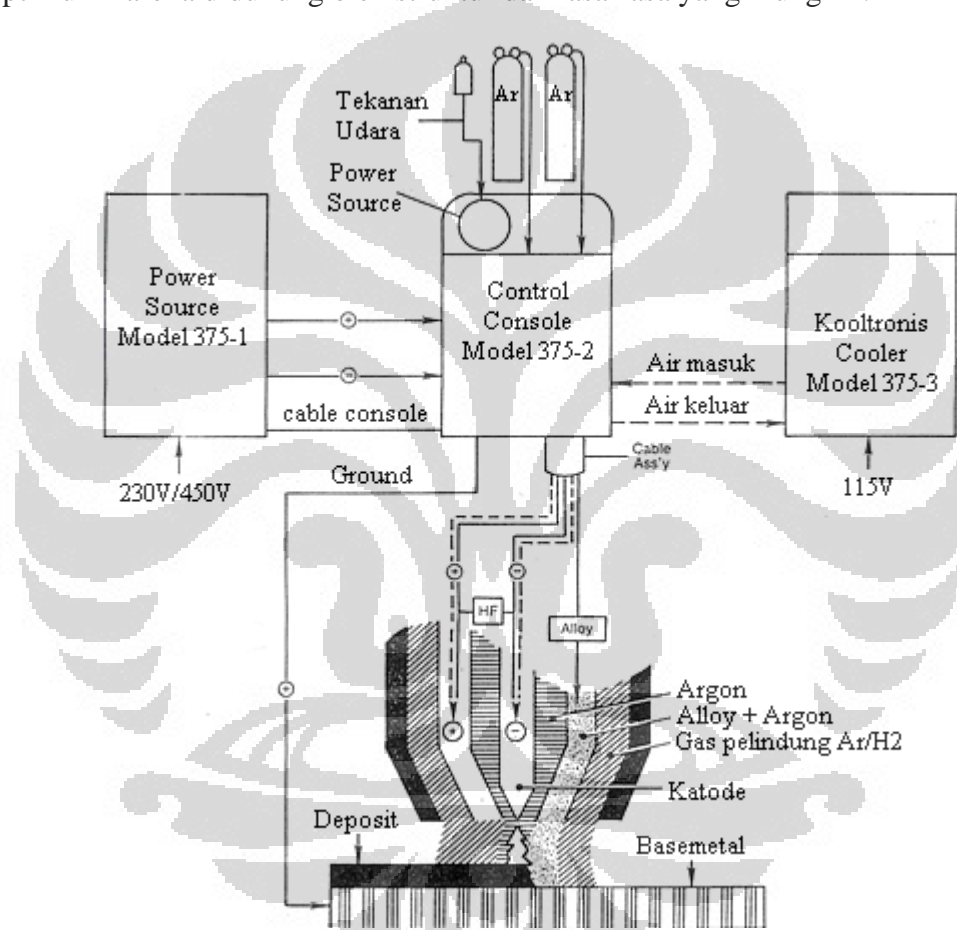 Tekanan
Udara
Ar
Ar
Power
Source
Power
Source
Model 375-1
Control
Console
Model 375-2
Kooltronis
Cooler
Model 375-3
Air masuk
Air keluar
cable console
Cable
Ass'y
Ground
230V/450V
115V
+
−
+
−
HF
Alloy
+
+
−
Argon
Alloy + Argon
Gas pelindung Ar/H2
Katode
Deposit
Basemetal